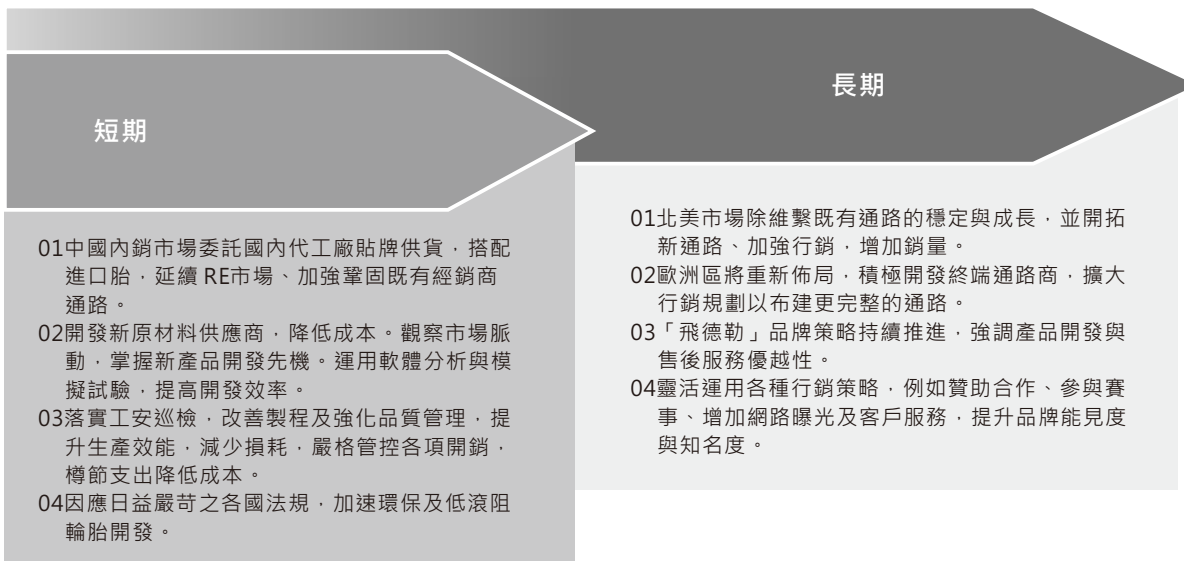 短期
01中國內銷市場委託國內代工廠貼牌供貨，搭配
進口胎，延續 RE市場、加強鞏固既有經銷商
通路。
02開發新原材料供應商，降低成本。觀察市場脈
動，掌握新產品開發先機。運用軟體分析與模
擬試驗，提高開發效率。
03落實工安巡檢，改善製程及強化品質管理，提
升生產效能，減少損耗，嚴格管控各項開銷，
樽節支出降低成本。
04因應日益嚴苛之各國法規，加速環保及低滾阻
輪胎開發。
長期
01北美市場除維繫既有通路的穩定與成長，並開拓
新通路、加強行銷，增加銷量。
02歐洲區將重新佈局，積極開發終端通路商，擴大
行銷規劃以布建更完整的通路。
03「飛德勒」品牌策略持續推進，強調產品開發與
售後服務優越性。
04靈活運用各種行銷策略，例如贊助合作、參與賽
事、增加網路曝光及客戶服務，提升品牌能見度
與知名度。